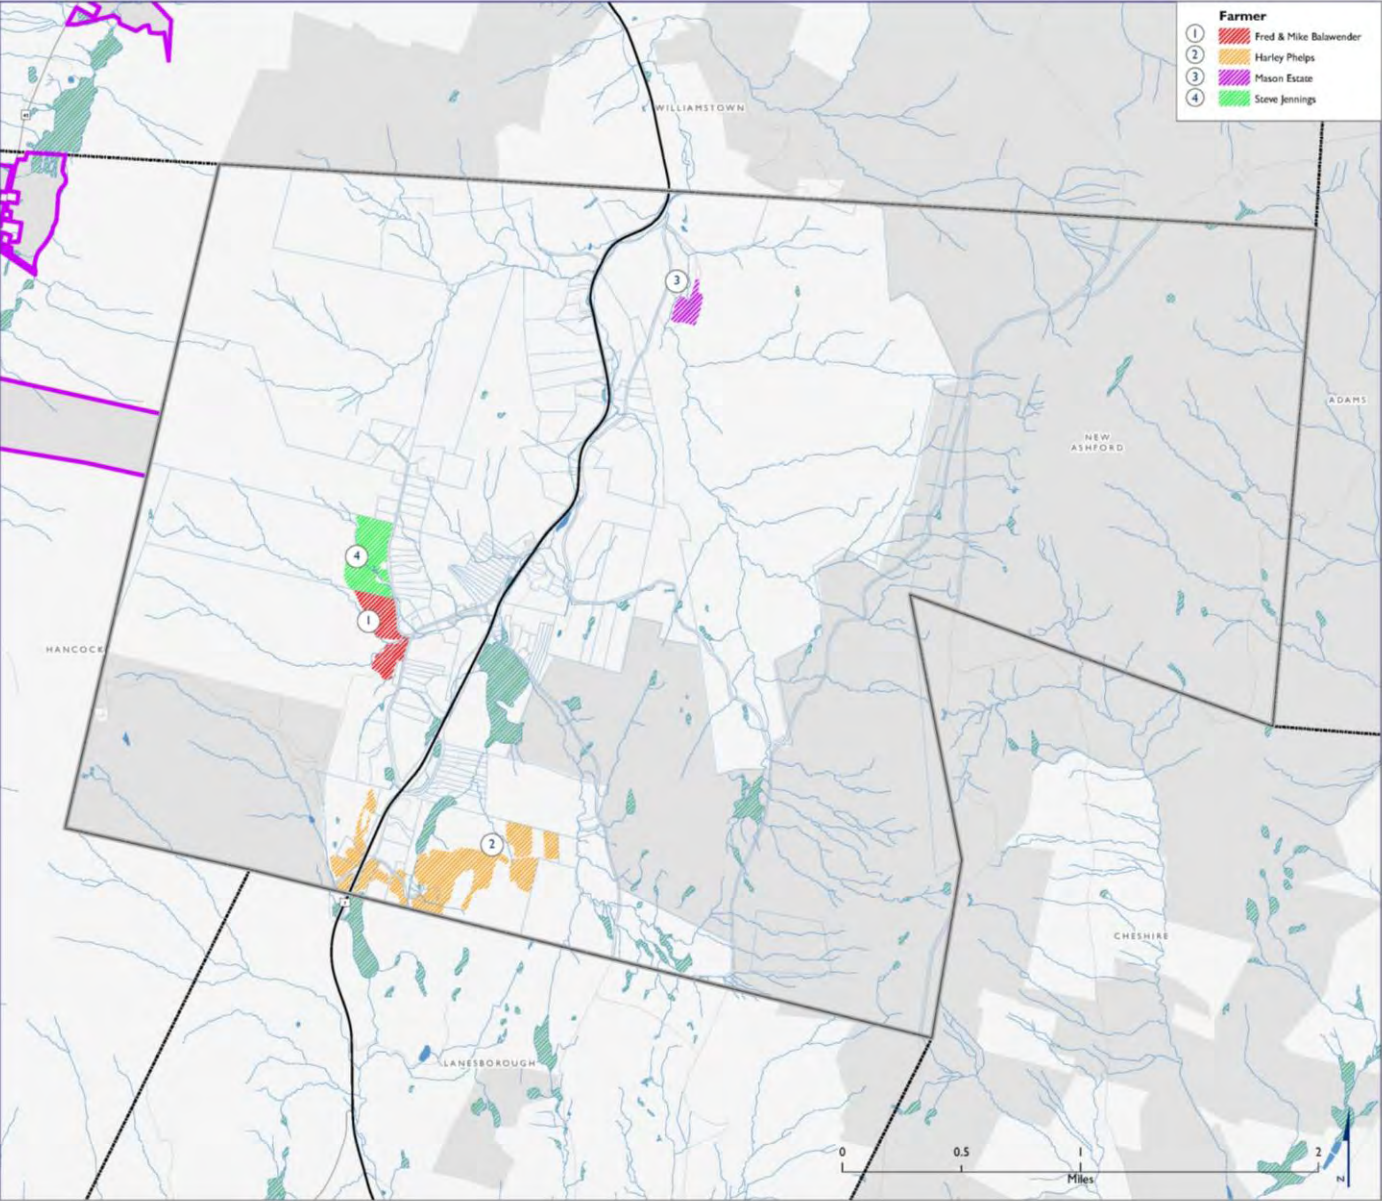 Farmer
1 Fred & Mike Balawender
2 Harley Phelps
3 Mason Estate
4 Steve Jennings
WILLIAMSTOWN
3
ADAMS
NEW
ASHFORD
4
1
HANCOCK
2
CHESHIRE
LANESBOROUGH
0 0.5 1 2
Miles
N